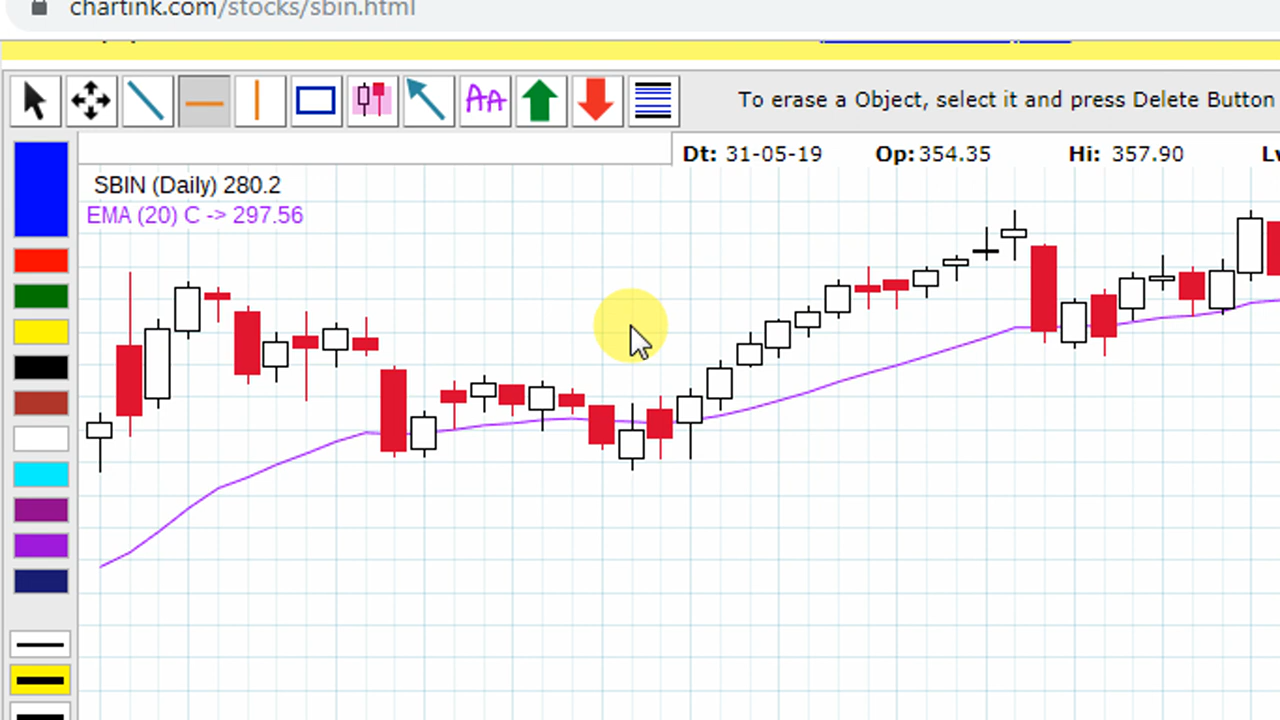 chartink.com/stocks/sbin.html
AA
To erase a Object, select it and press Delete Button
Dt: 31-05-19 Op:354.35 Hi: 357.90
SBIN (Daily) 280.2
EMA (20) C -> 297.56